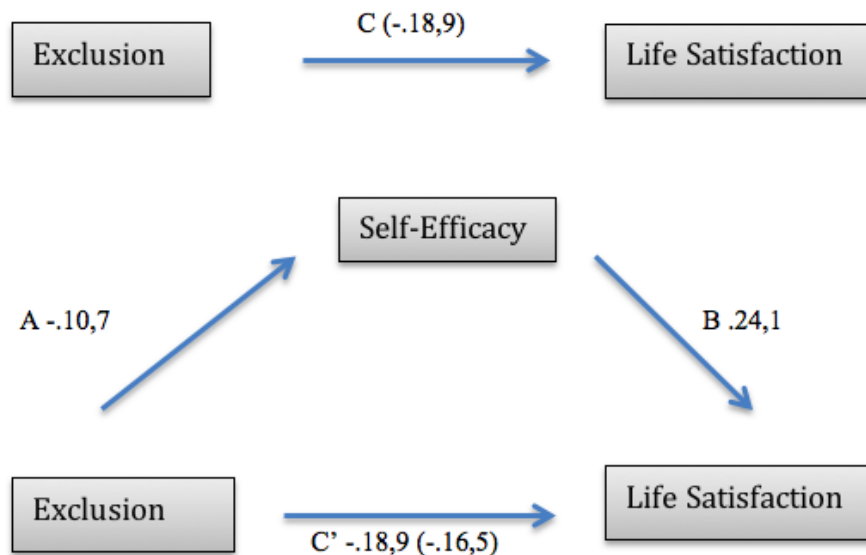 C (-.18,9)
Exclusion
Life Satisfaction
Self-Efficacy
A -.10,7
B .24,1
Exclusion
Life Satisfaction
C’ -.18,9 (-.16,5)